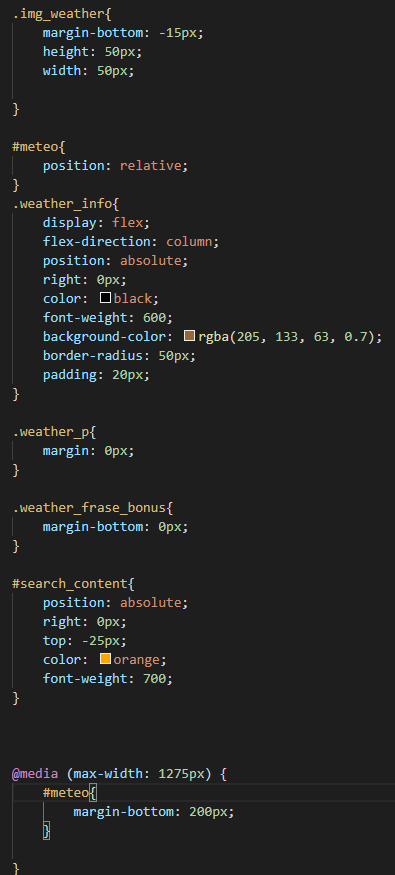 .img_weather{
    margin-bottom: -15px;
    height: 50px;
    width: 50px;

}

#meteo{
    position: relative;
}
.weather_info{
    display: flex;
    flex-direction: column;
    position: absolute;
    right: 0px;
    color: black;
    font-weight: 600;
    background-color: rgba(205, 133, 63, 0.7);
    border-radius: 50px;
    padding: 20px;
}

.weather_p{
    margin: 0px;
}

.weather_frase_bonus{
    margin-bottom: 0px;
}

#search_content{
    position: absolute;
    right: 0px;
    top: -25px;
    color: orange;
    font-weight: 700;
}



@media (max-width: 1275px) {
    #meteo{
        margin-bottom: 200px;
    }

}